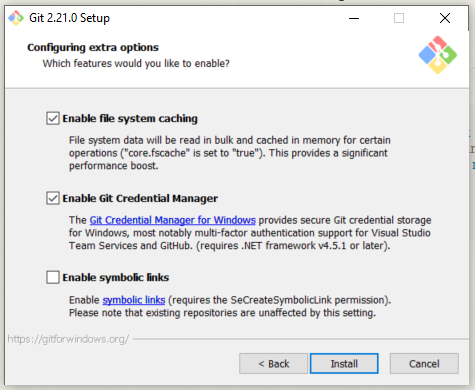 Git 2.21.0 Setup
Configuring extra options
Which features would you like to enable?
Enable file system caching
File system data will be read in bulk and cached in memory for certain
operations ("core.fscache" is set to "true"). This provides a significant
performance boost.
Enable Git Credential Manager
The Git Credential Manager for Windows provides secure Git credential storage
for Windows, most notably multi-factor authentication support for Visual Studio
Team Services and GitHub. (requires .NET framework v4.5.1 or later).
Enable symbolic links
Enable symbolic links (requires the SeCreateSymbolicLink permission).
Please note that existing repositories are unaffected by this setting.
https://gitforwindows.org/
< Back Install Cancel